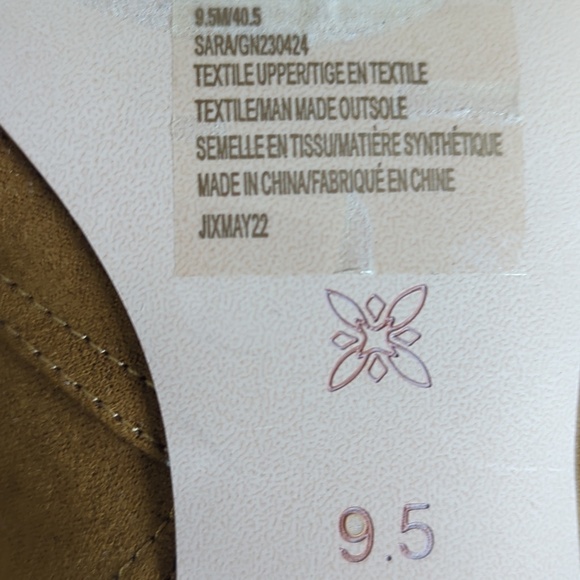 9.5M/40.5
SARA/GN230424
TEXTILE UPPER/TIGE EN TEXTILE
TEXTILE/MAN MADE OUTSOLE
SEMELLE EN TISSU/MATIÈRE SYNTHÉTIQUE
MADE IN CHINA/FABRIQUÉ EN CHINE
JIXMAY22
9.5